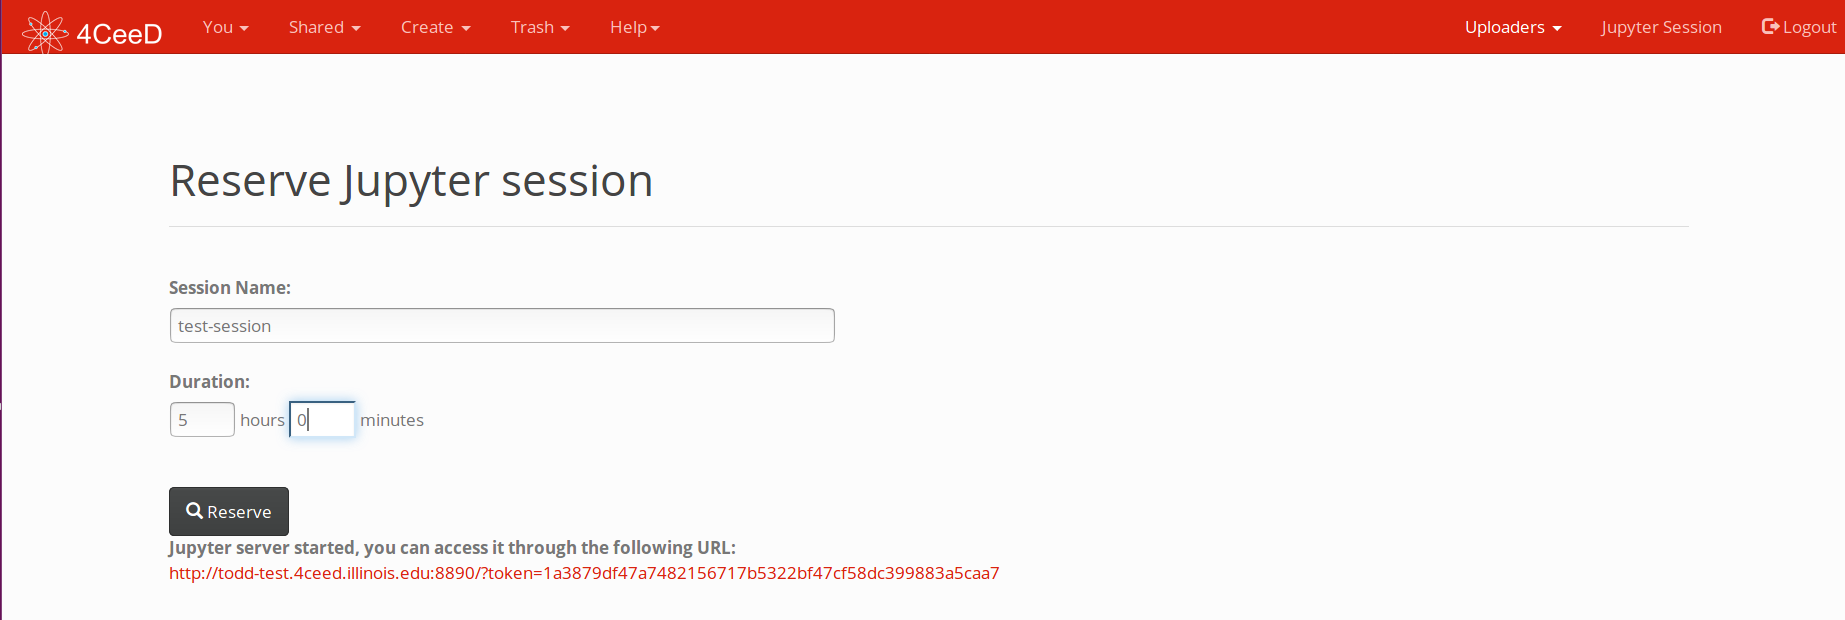 4CeeD You Shared Create Trash Help Uploaders Jupyter Session Logout
Reserve Jupyter session
Session Name:
test-session
Duration:
5 hours 0 minutes
Reserve
Jupyter server started, you can access it through the following URL:
http://todd-test.4ceed.illinois.edu:8890/?token=1a3879df47a7482156717b5322bf47cf58dc399883a5caa7